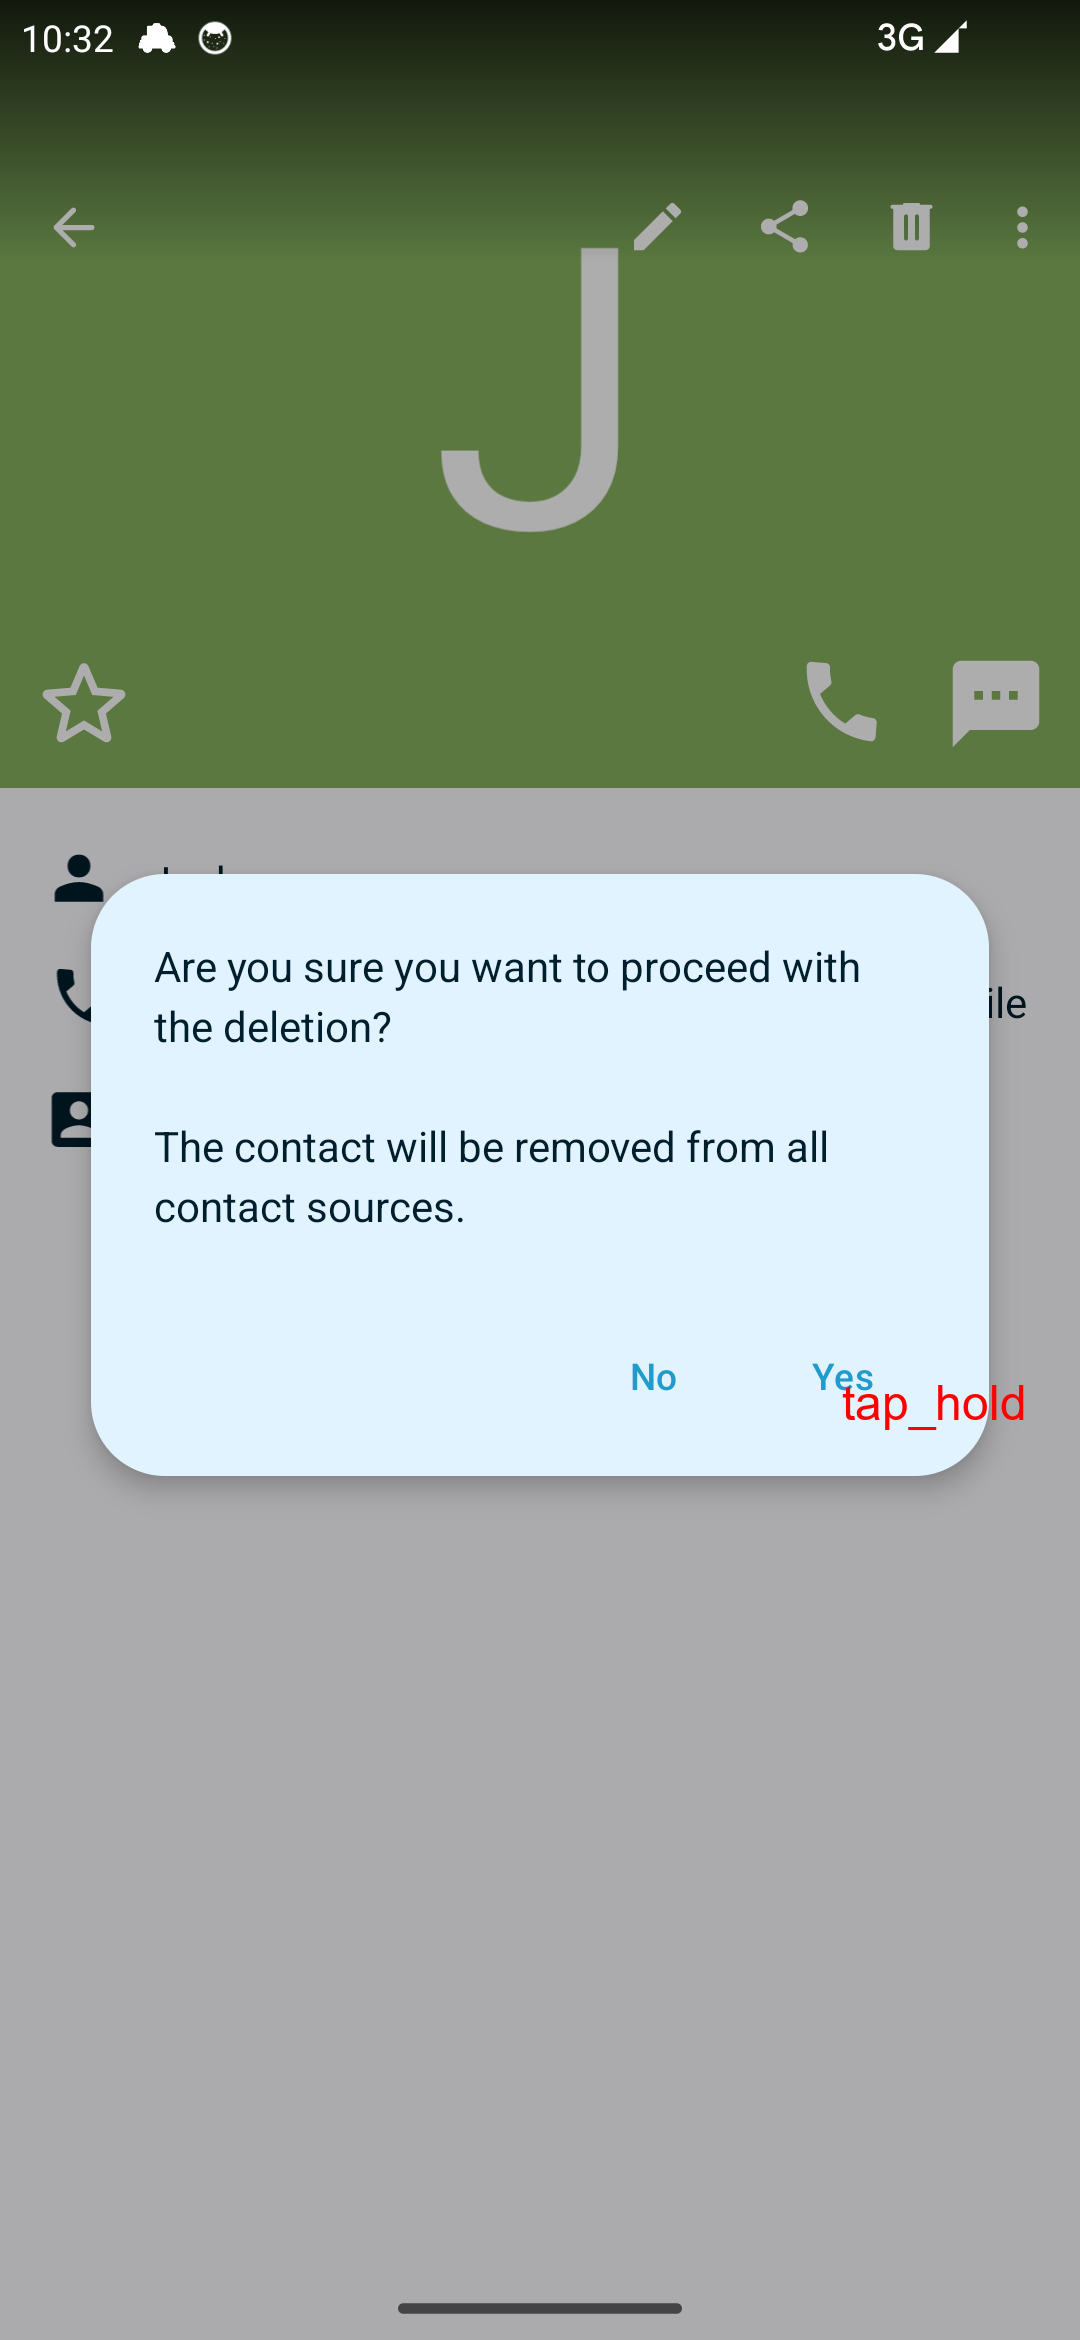 10:32
3G
J
ile
Are you sure you want to proceed with
the deletion?
The contact will be removed from all
contact sources.
No
Yes
tap_hold